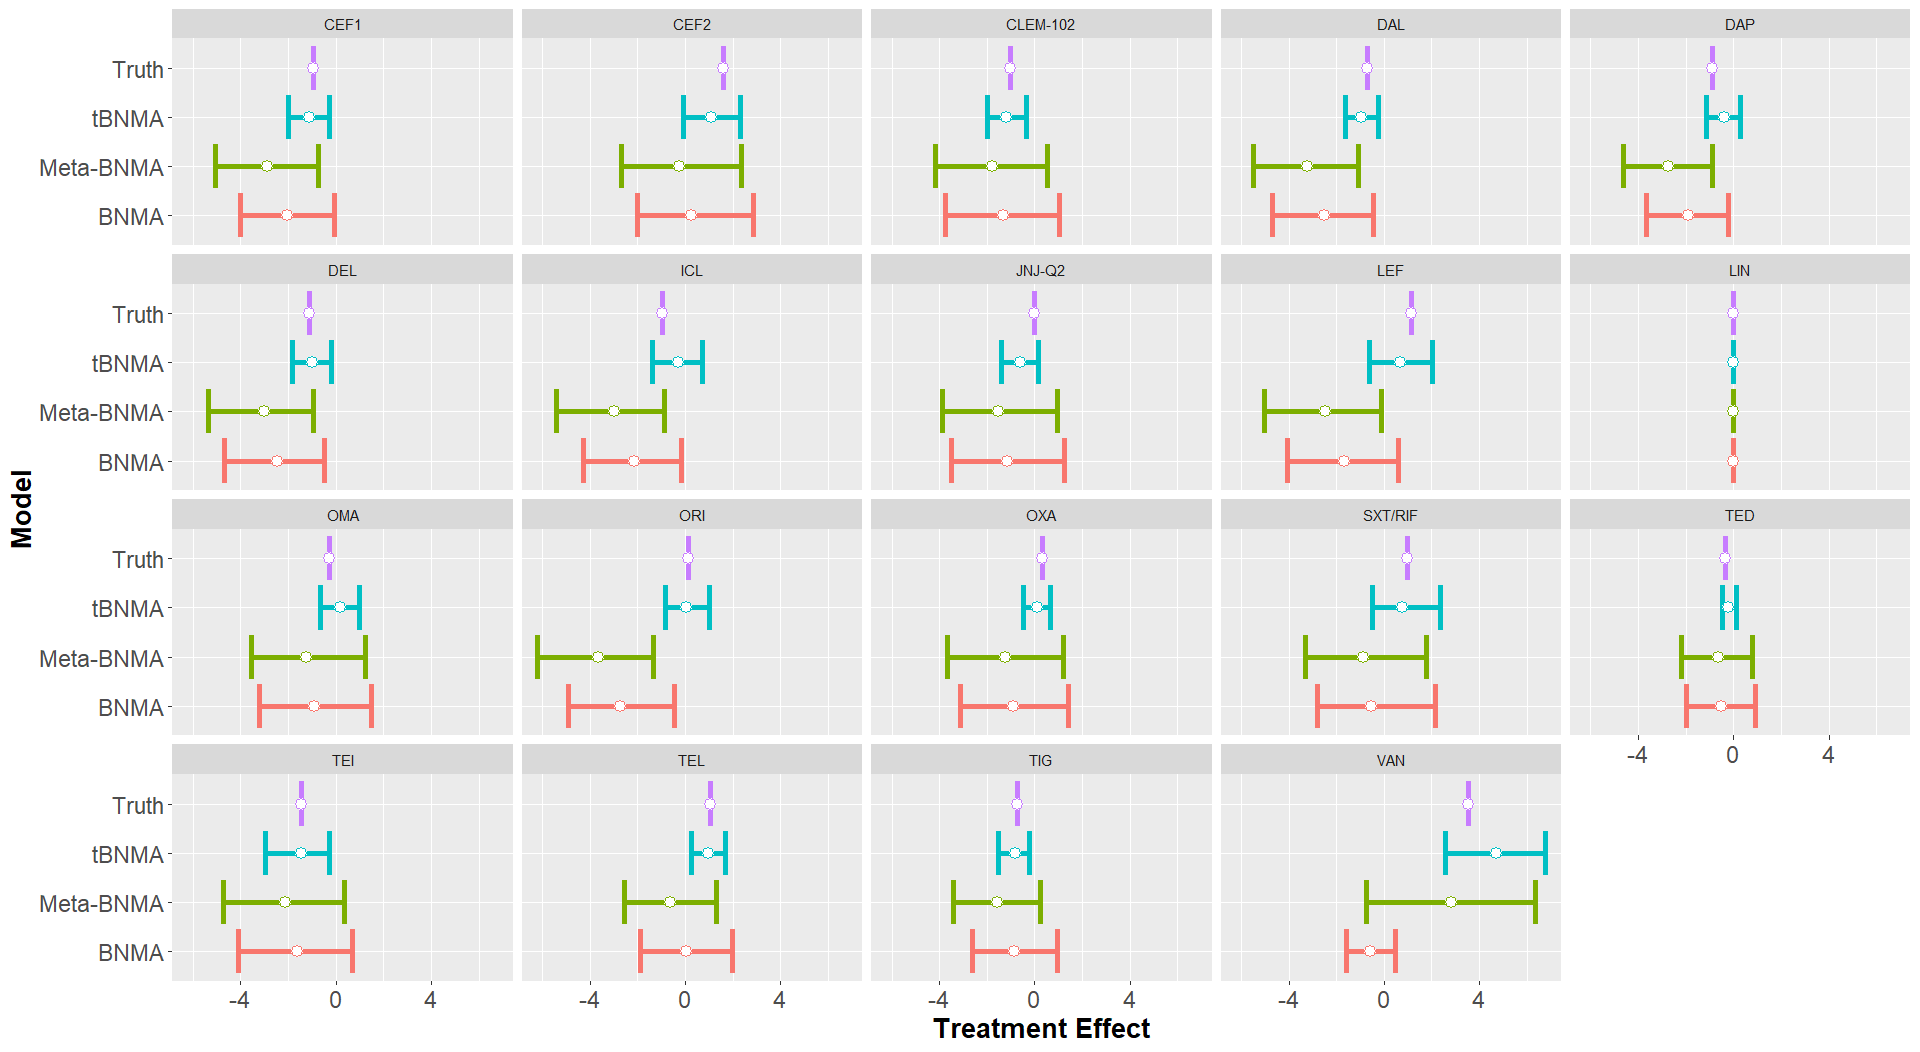 CEF1 CEF2 CLEM-102 DAL DAP
Truth
tBNMA
Meta-BNMA
BNMA
DEL ICL JNJ-Q2 LEF LIN
Truth
tBNMA
Meta-BNMA
BNMA
OMA ORI OXA SXT/RIF TED
Truth
tBNMA
Meta-BNMA
BNMA
-4 0 4
TEI TEL TIG VAN
Truth
tBNMA
Meta-BNMA
BNMA
-4 0 4 -4 0 4 -4 0 4 -4 0 4
Treatment Effect
Model